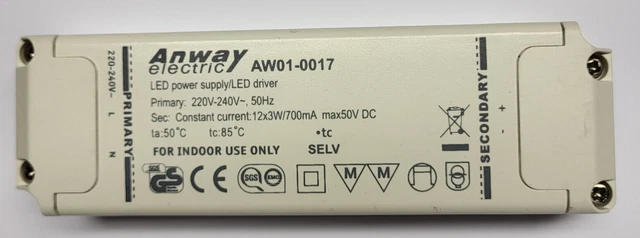 Anway
electric AW01-0017
LED power supply/LED driver
Primary: 220V-240V~, 50Hz
Sec: Constant current:12x3W/700mA max50V DC
ta:50°C tc:85°C •tc
FOR INDOOR USE ONLY SELV
SGS GS CE SGS EMC M M
220-240V~ L N
PRIMARY
SECONDARY
- +